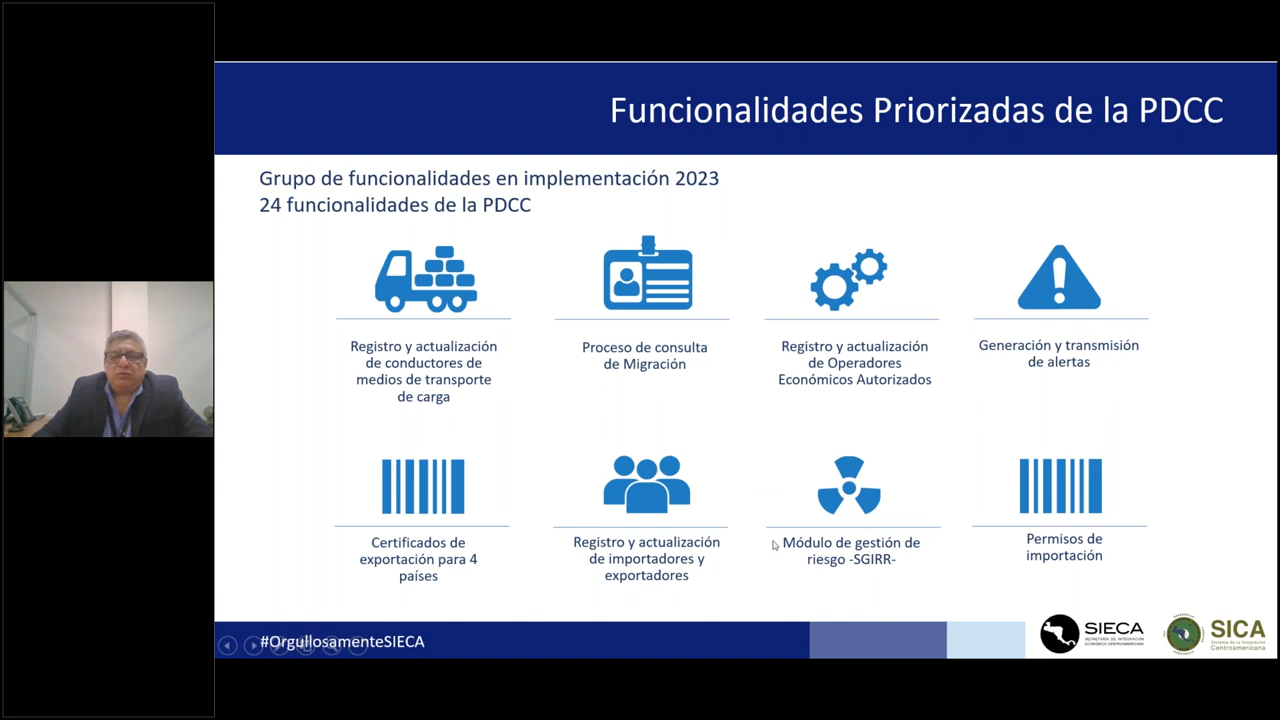 Funcionalidades Priorizadas de la PDCC
Grupo de funcionalidades en implementación 2023
24 funcionalidades de la PDCC
Registro y actualización
de conductores de
medios de transporte
de carga
Proceso de consulta
de Migración
Registro y actualización
de Operadores
Económicos Autorizados
Generación y transmisión
de alertas
Certificados de
exportación para 4
países
Registro y actualización
de importadores y
exportadores
Módulo de gestión de
riesgo -SGIRR-
Permisos de
importación
#OrgullosamenteSIECA
SIECA
SECRETARÍA DE INTEGRACIÓN
ECONÓMICA CENTROAMERICANA
SICA
Sistema de la Integración
Centroamericana